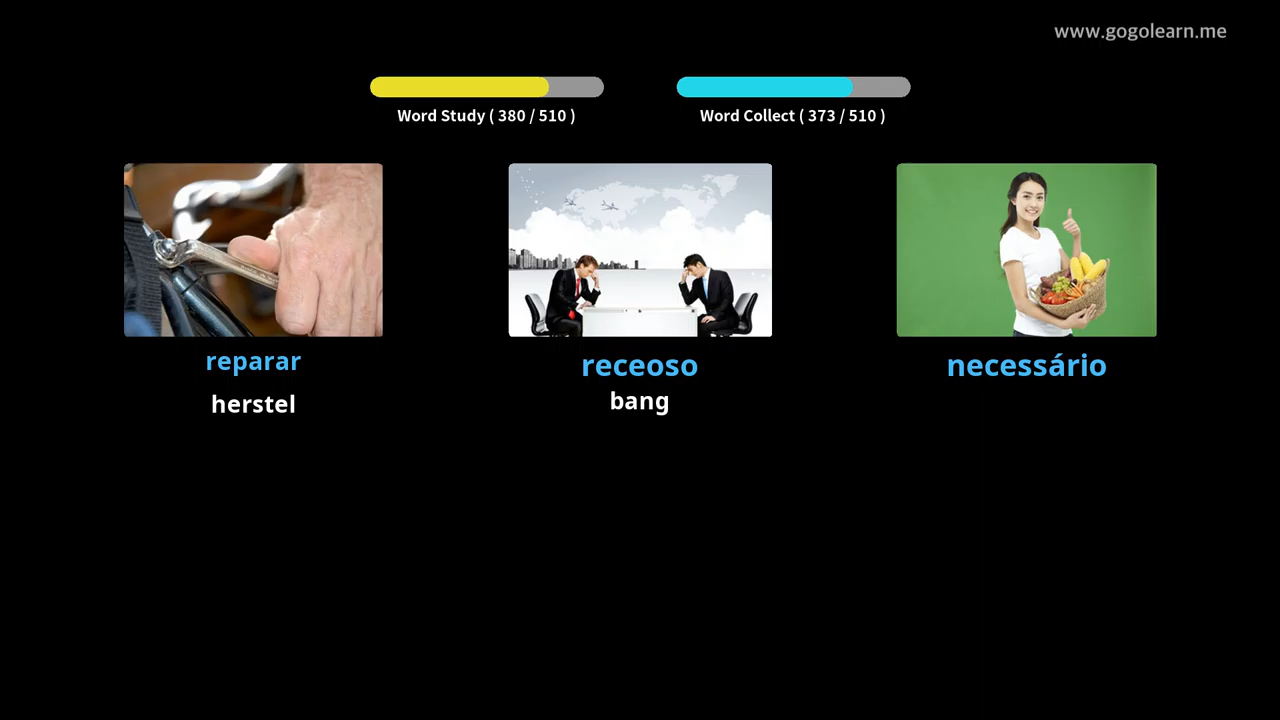 www.gogolearn.me
Word Study ( 380 / 510 )
Word Collect ( 373 / 510 )
reparar
herstel
receoso
bang
necessário